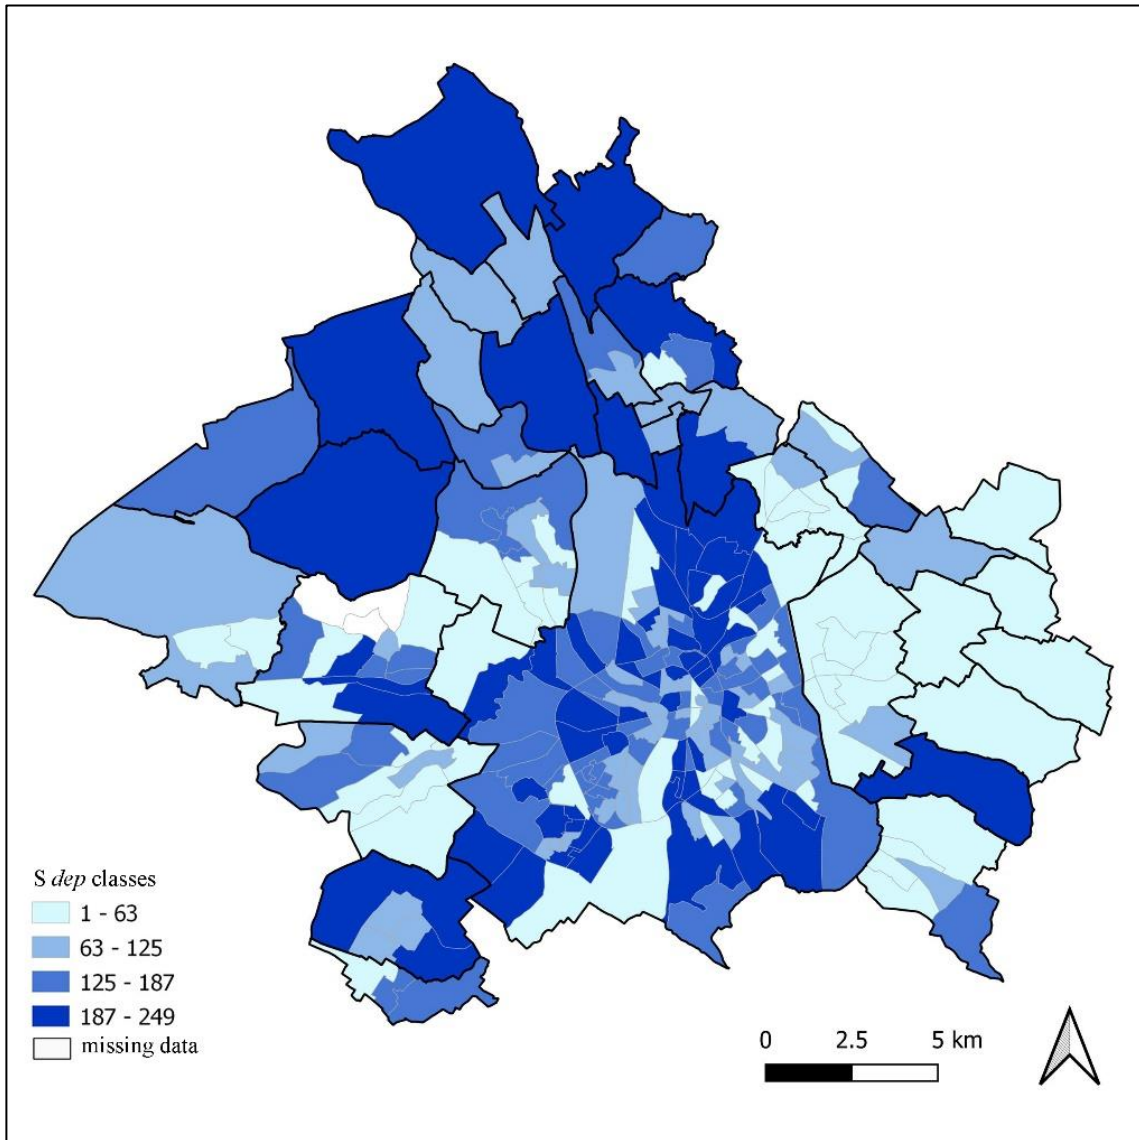 S dep classes
1 - 63
63 - 125
125 - 187
187 - 249
missing data
0 2.5 5 km